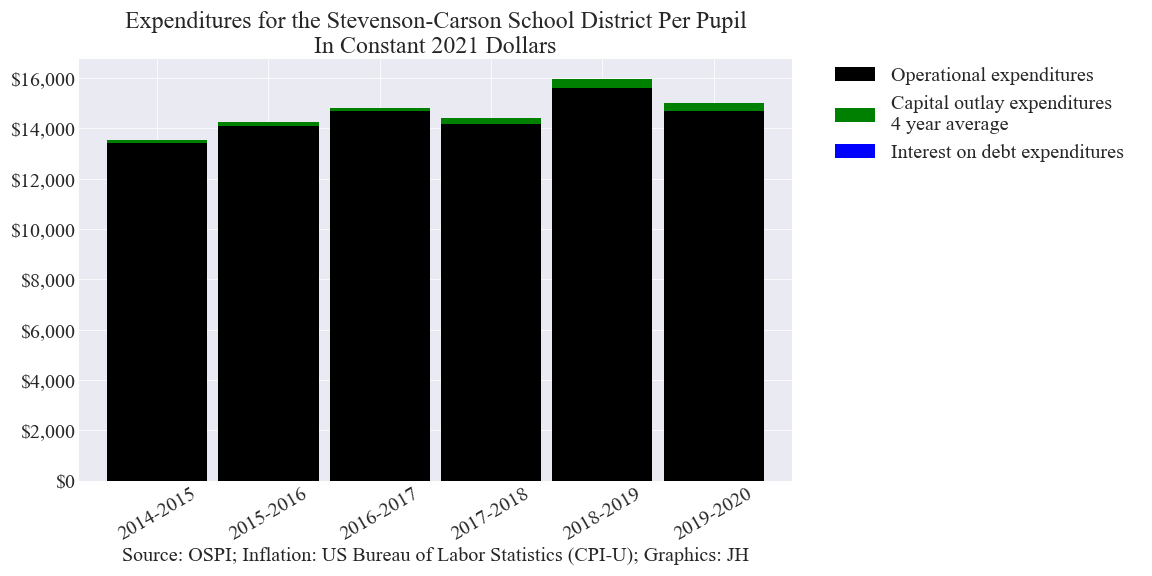 Expenditures for the Stevenson-Carson School District Per Pupil
In Constant 2021 Dollars
$16,000
$14,000
$12,000
$10,000
$8,000
$6,000
$4,000
$2,000
$0
2014-2015
2015-2016
2016-2017
2017-2018
2018-2019
2019-2020
Source: OSPI; Inflation: US Bureau of Labor Statistics (CPI-U); Graphics: JH
Operational expenditures
Capital outlay expenditures
4 year average
Interest on debt expenditures